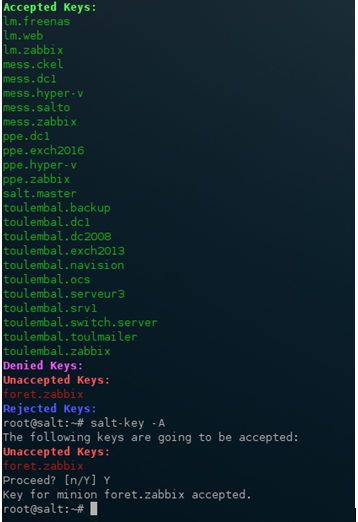 Accepted Keys:
lm.freenas
lm.web
lm.zabbix
mess.ckel
mess.dc1
mess.hyper-v
mess.salto
mess.zabbix
ppe.dc1
ppe.exch2016
ppe.hyper-v
ppe.zabbix
salt.master
toulembal.backup
toulembal.dc1
toulembal.dc2008
toulembal.exch2013
toulembal.navision
toulembal.ocs
toulembal.serveur3
toulembal.srv1
toulembal.switch.server
toulembal.toulmailer
toulembal.zabbix
Denied Keys:
Unaccepted Keys:
foret.zabbix
Rejected Keys:
root@salt:~# salt-key -A
The following keys are going to be accepted:
Unaccepted Keys:
foret.zabbix
Proceed? [n/Y] Y
Key for minion foret.zabbix accepted.
root@salt:~#